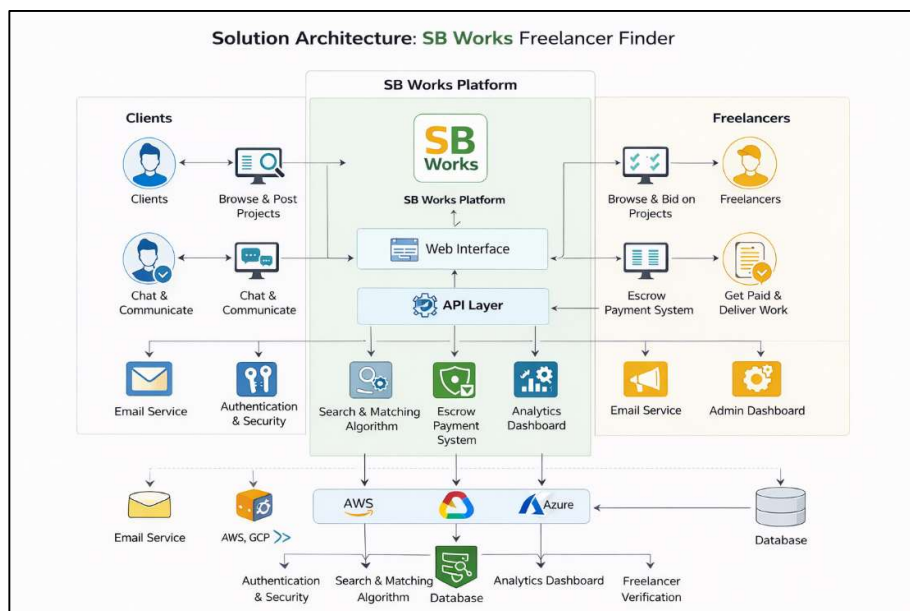 Solution Architecture: SB Works Freelancer Finder
SB Works Platform
Clients
Freelancers
SB
Works
SB Works Platform
Clients
Browse & Post
Projects
Browse & Bid on
Projects
Freelancers
Web Interface
Chat &
Communicate
Chat &
Communicate
API Layer
Escrow
Payment System
Get Paid &
Deliver Work
Email Service
Authentication
& Security
Search & Matching
Algorithm
Escrow
Payment
System
Analytics
Dashboard
Email Service
Admin Dashboard
Email Service
AWS, GCP >>
AWS
Azure
Database
Authentication
& Security
Search & Matching
Algorithm
Database
Analytics Dashboard
Freelancer
Verification